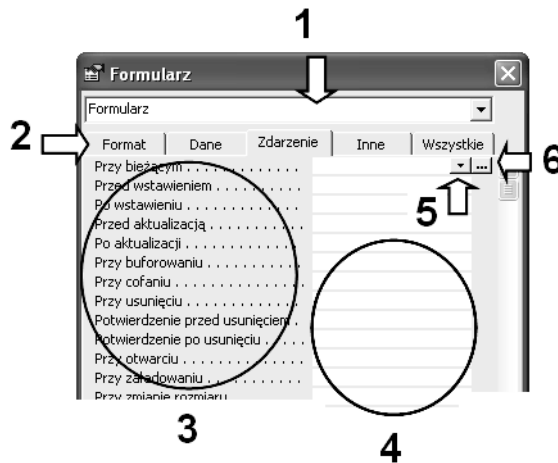 1
Formularz
Formularz
2
Format Dane Zdarzenie Inne Wszystkie
6
Przy bieżącym . . . . . . . . . . . . . ...
Przed wstawieniem . . . . . . . . . . .
5
Po wstawieniu . . . . . . . . . . . . . .
Przed aktualizacją . . . . . . . . . . .
Po aktualizacji . . . . . . . . . . . . . .
Przy buforowaniu . . . . . . . . . . . .
Przy cofaniu . . . . . . . . . . . . . . .
Przy usunięciu . . . . . . . . . . . . . .
Potwierdzenie przed usunięciem .
Potwierdzenie po usunięciu . . . . .
Przy otwarciu . . . . . . . . . . . . . .
Przy załadowaniu . . . . . . . . . . . .
Przy zmianie rozmiaru
3
4